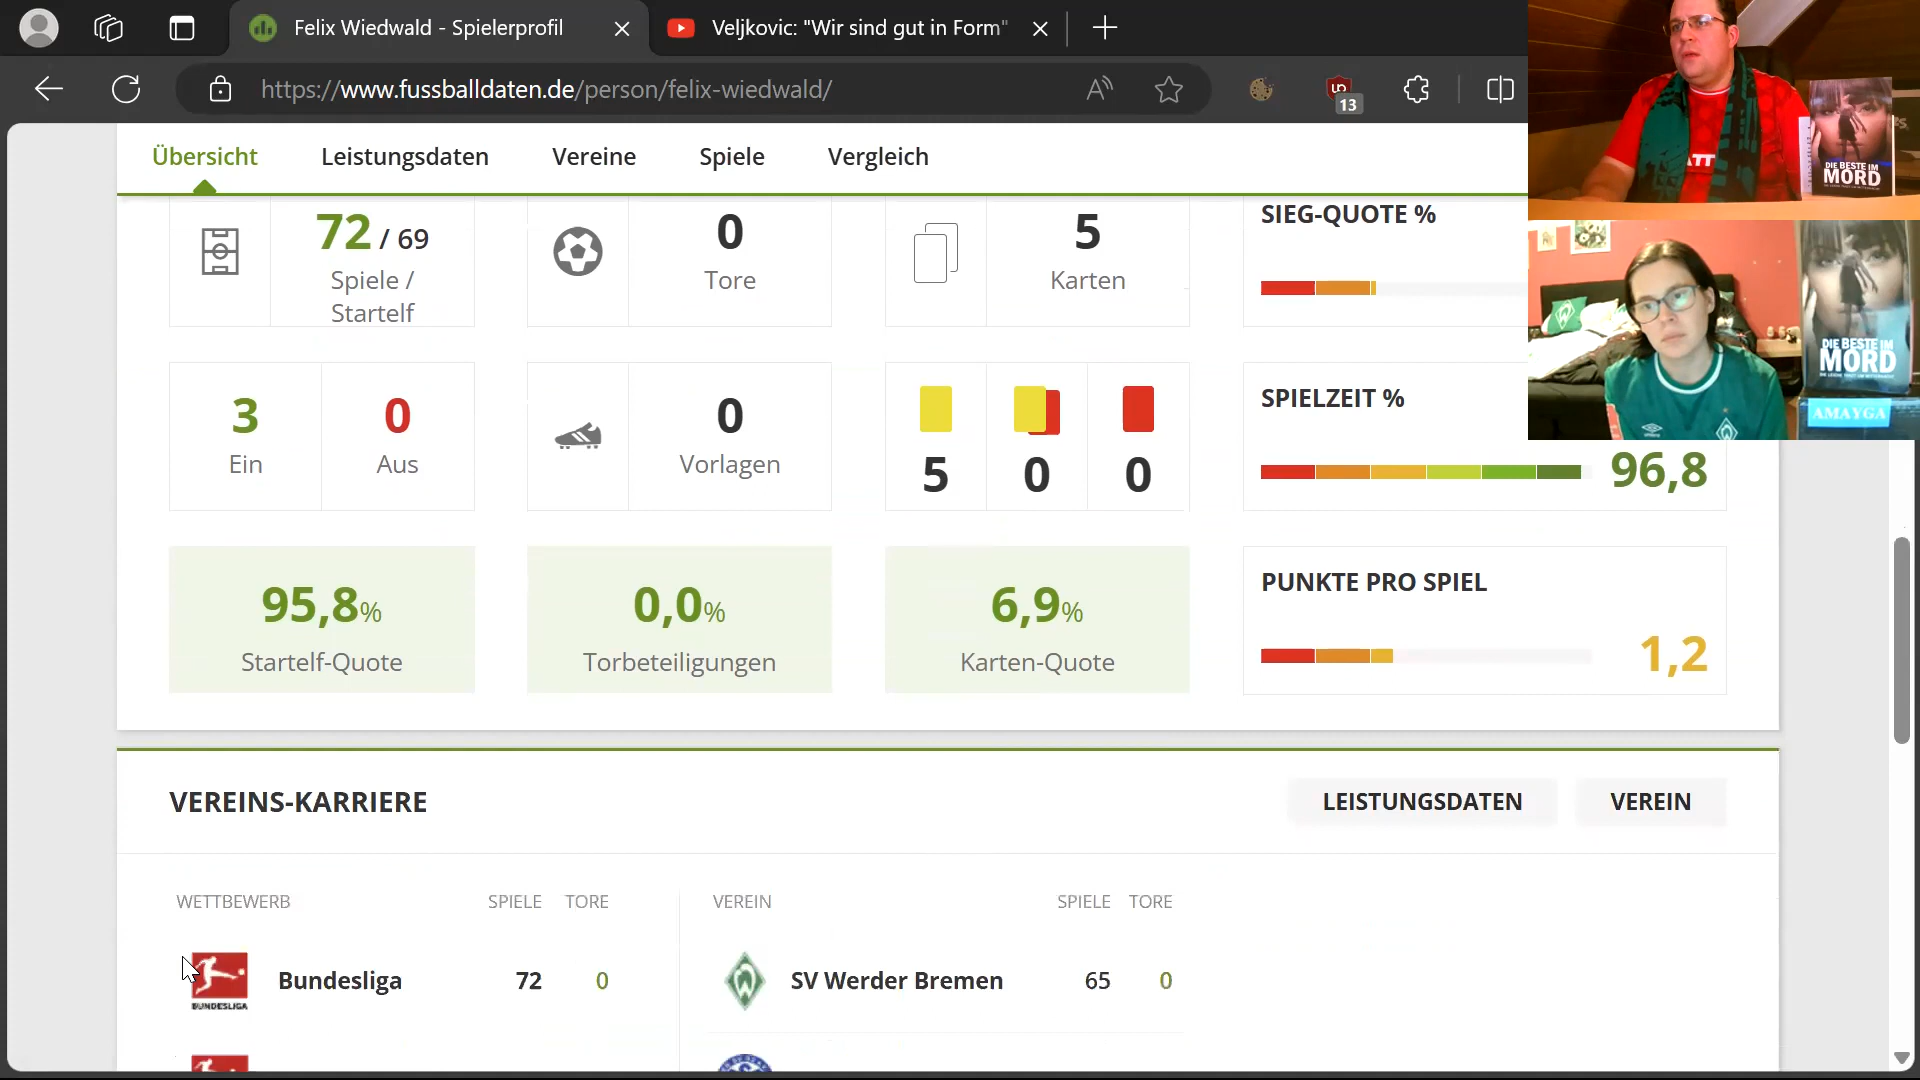 Felix Wiedwald - Spielerprofil
Veljkovic: "Wir sind gut in Form"
https://www.fussballdaten.de/person/felix-wiedwald/
13
Übersicht
Leistungsdaten
Vereine
Spiele
Vergleich
72 / 69
Spiele /
Startelf
0
Tore
5
Karten
SIEG-QUOTE %
3
Ein
0
Aus
0
Vorlagen
5
0
0
SPIELZEIT %
96,8
95,8%
Startelf-Quote
0,0%
Torbeteiligungen
6,9%
Karten-Quote
PUNKTE PRO SPIEL
1,2
VEREINS-KARRIERE
LEISTUNGSDATEN
VEREIN
WETTBEWERB
SPIELE
TORE
VEREIN
SPIELE
TORE
BUNDESLIGA
Bundesliga
72
0
SV Werder Bremen
65
0
ATT
DIE BESTE IM
MORD
DIE BESTE IM
MORD
AMAYGA